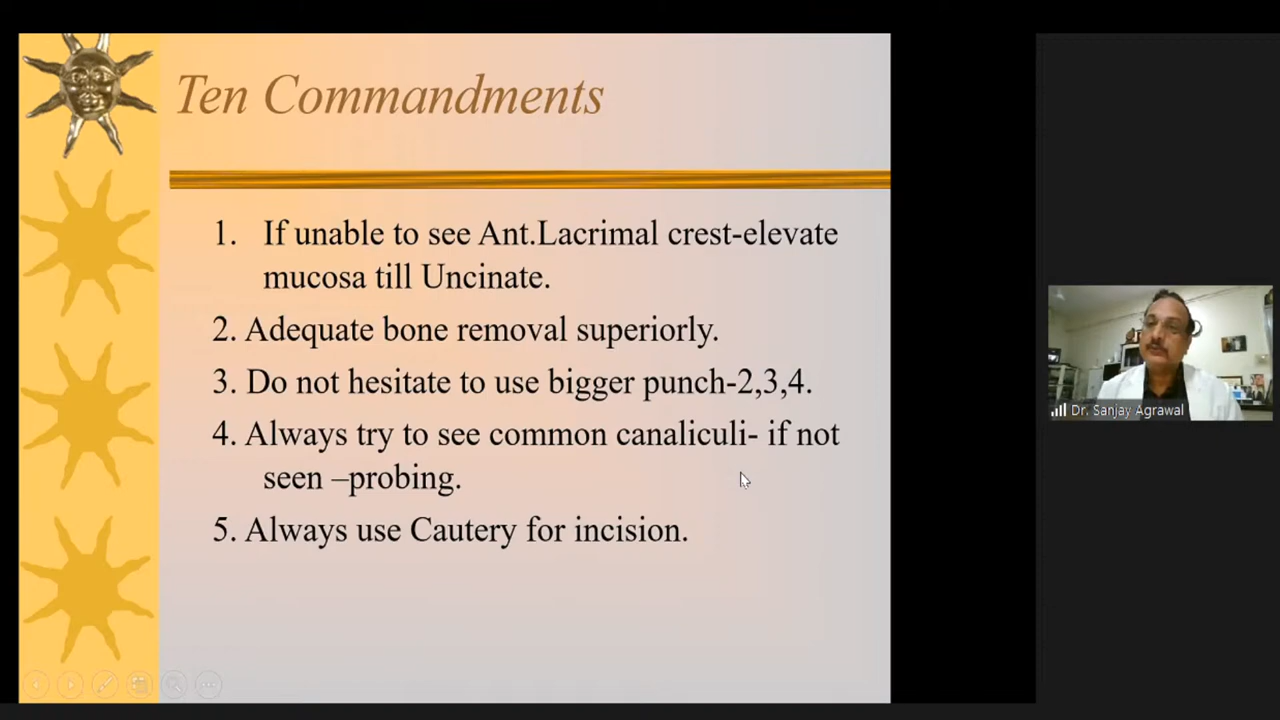 Ten Commandments
1. If unable to see Ant.Lacrimal crest-elevate
mucosa till Uncinate.
2. Adequate bone removal superiorly.
3. Do not hesitate to use bigger punch-2,3,4.
4. Always try to see common canaliculi- if not
seen –probing.
5. Always use Cautery for incision.
Dr. Sanjay Agrawal